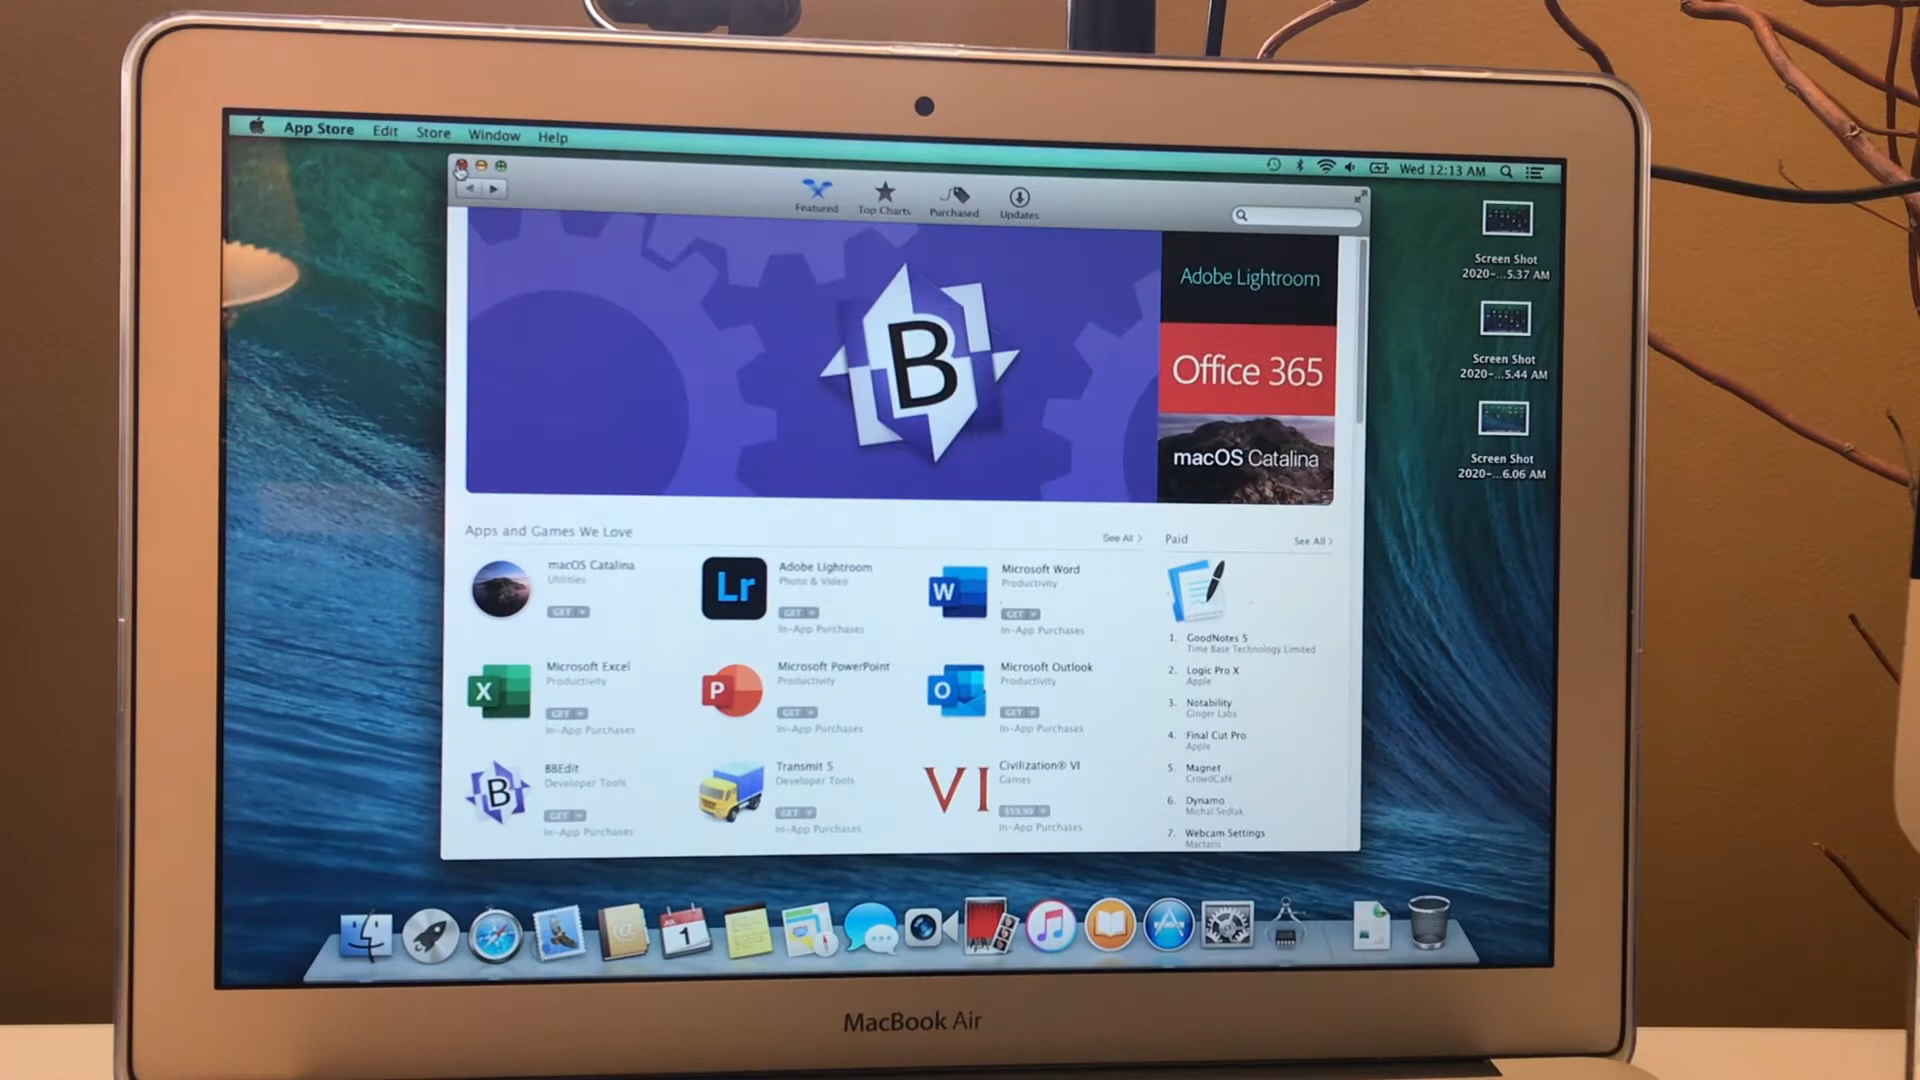 App Store Edit Store Window Help
Wed 12:13 AM
Featured Top Charts Purchased Updates
B
Adobe Lightroom
Office 365
macOS Catalina
Screen Shot
2020-...5.37 AM
Screen Shot
2020-...5.44 AM
Screen Shot
2020-...6.06 AM
Apps and Games We Love
See All >
macOS Catalina
Utilities
GET
Lr
Adobe Lightroom
Photo & Video
GET
In-App Purchases
W
Microsoft Word
Productivity
GET
In-App Purchases
X
Microsoft Excel
Productivity
GET
In-App Purchases
P
Microsoft PowerPoint
Productivity
GET
In-App Purchases
O
Microsoft Outlook
Productivity
GET
In-App Purchases
B
BBEdit
Developer Tools
GET
In-App Purchases
Transmit 5
Developer Tools
GET
In-App Purchases
VI
Civilization® VI
Games
$59.99
In-App Purchases
Paid
See All >
1. GoodNotes 5
Time Base Technology Limited
2. Logic Pro X
Apple
3. Notability
Ginger Labs
4. Final Cut Pro
Apple
5. Magnet
CrowdCafé
6. Dynamo
Michal Sedlak
7. Webcam Settings
Mactaris
1
MacBook Air